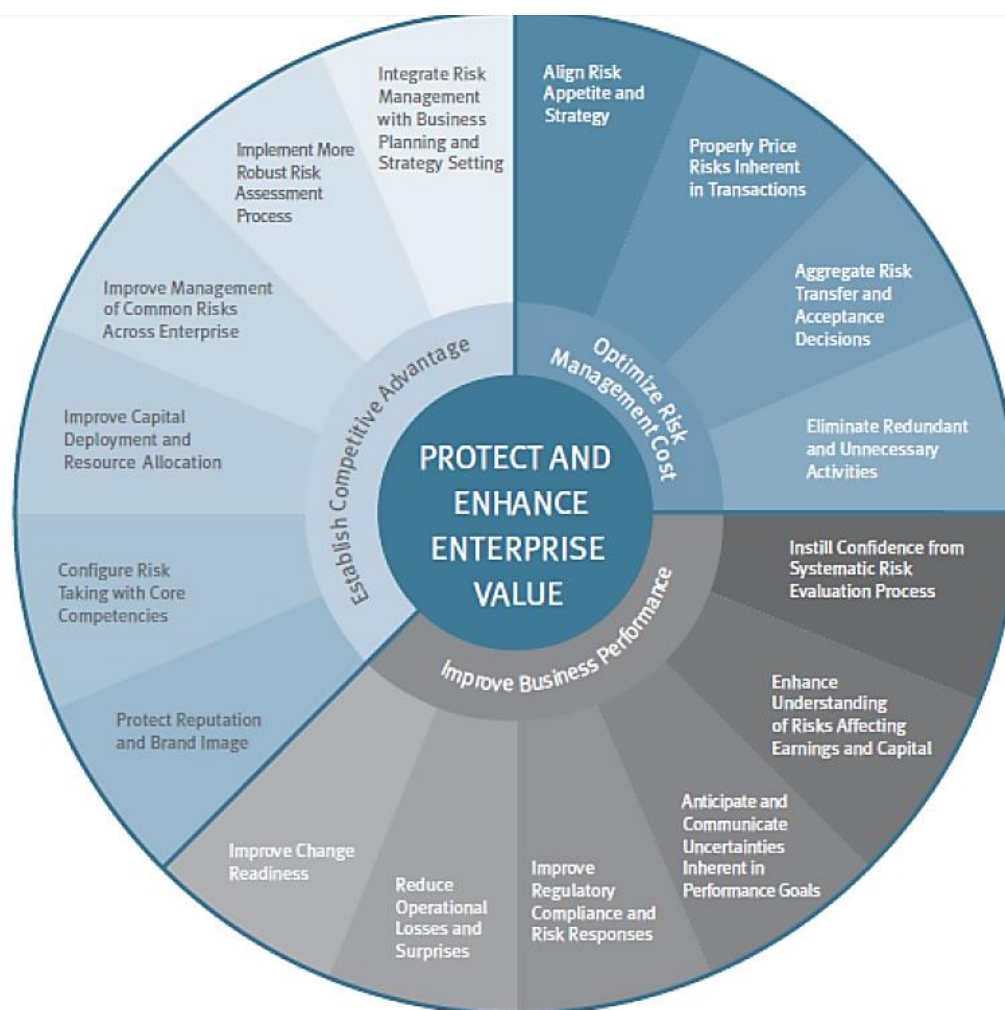 PROTECT AND
ENHANCE
ENTERPRISE
VALUE
Optimize Risk
Management Cost
Align Risk
Appetite and
Strategy
Properly Price
Risks Inherent
in Transactions
Aggregate Risk
Transfer and
Acceptance
Decisions
Eliminate Redundant
and Unnecessary
Activities
Improve Business Performance
Instill Confidence from
Systematic Risk
Evaluation Process
Enhance
Understanding
of Risks Affecting
Earnings and Capital
Anticipate and
Communicate
Uncertainties
Inherent in
Performance Goals
Improve
Regulatory
Compliance and
Risk Responses
Reduce
Operational
Losses and
Surprises
Improve Change
Readiness
Establish Competitive Advantage
Protect Reputation
and Brand Image
Configure Risk
Taking with Core
Competencies
Improve Capital
Deployment and
Resource Allocation
Improve Management
of Common Risks
Across Enterprise
Implement More
Robust Risk
Assessment
Process
Integrate Risk
Management
with Business
Planning and
Strategy Setting